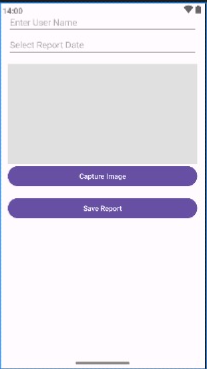 14:00
Enter User Name
Select Report Date
Capture Image
Save Report